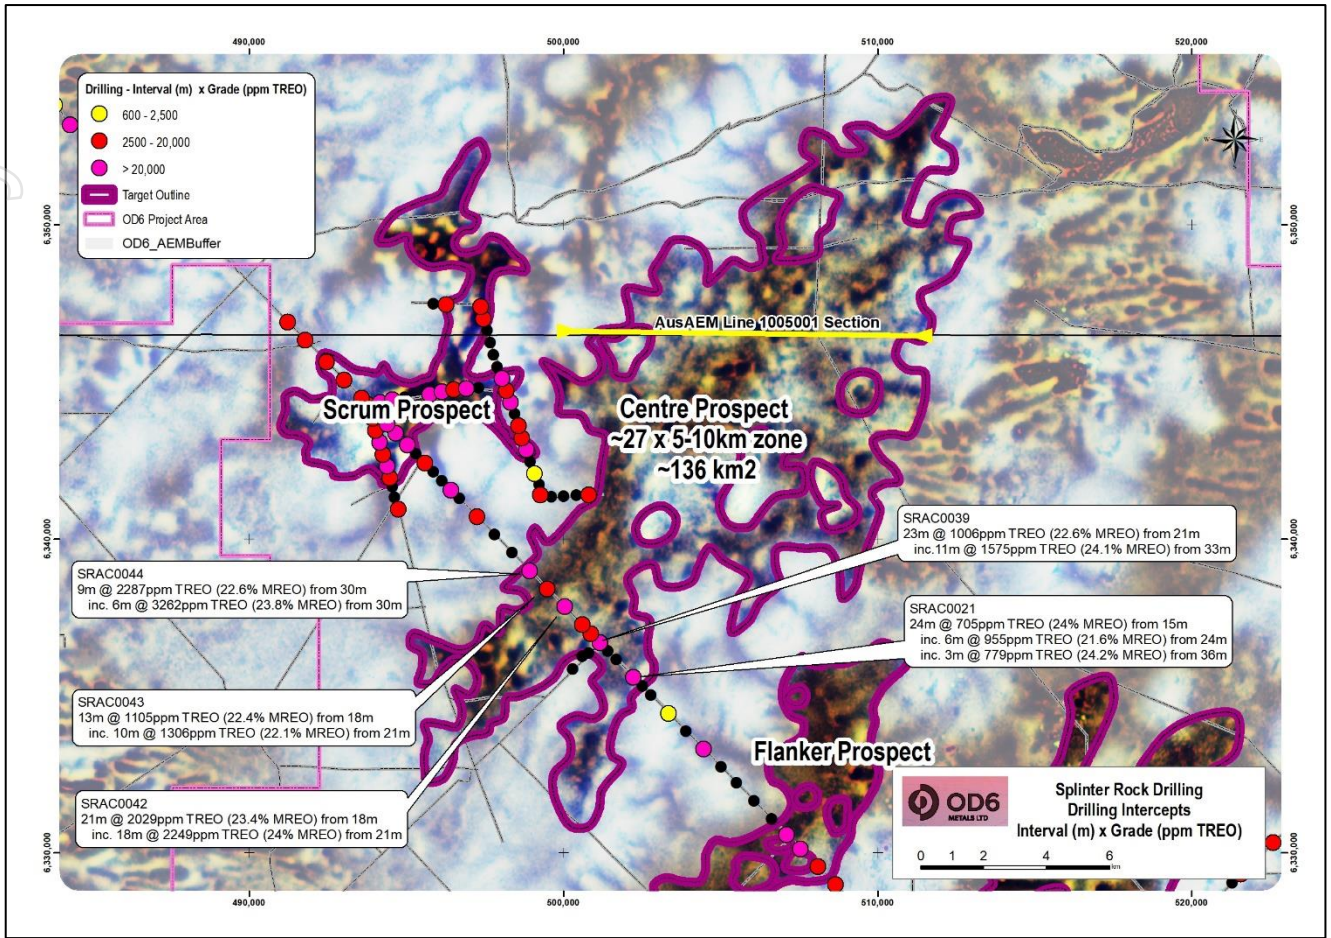 490,000
500,000
510,000
520,000
Drilling - Interval (m) x Grade (ppm TREO)
600 - 2,500
2500 - 20,000
> 20,000
Target Outline
OD6 Project Area
OD6_AEMBuffer
6,350,000
6,350,000
AusAEM Line 1005001 Section
Scrum Prospect
Centre Prospect
~27 x 5-10km zone
~136 km2
6,340,000
6,340,000
SRAC0039
23m @ 1006ppm TREO (22.6% MREO) from 21m
inc.11m @ 1575ppm TREO (24.1% MREO) from 33m
SRAC0044
9m @ 2287ppm TREO (22.6% MREO) from 30m
inc. 6m @ 3262ppm TREO (23.8% MREO) from 30m
SRAC0021
24m @ 705ppm TREO (24% MREO) from 15m
inc. 6m @ 955ppm TREO (21.6% MREO) from 24m
inc. 3m @ 779ppm TREO (24.2% MREO) from 36m
SRAC0043
13m @ 1105ppm TREO (22.4% MREO) from 18m
inc. 10m @ 1306ppm TREO (22.1% MREO) from 21m
Flanker Prospect
SRAC0042
21m @ 2029ppm TREO (23.4% MREO) from 18m
inc. 18m @ 2249ppm TREO (24% MREO) from 21m
OD6
METALS LTD
Splinter Rock Drilling
Drilling Intercepts
Interval (m) x Grade (ppm TREO)
0 1 2 4 6
km
6,330,000
6,330,000
490,000
500,000
510,000
520,000